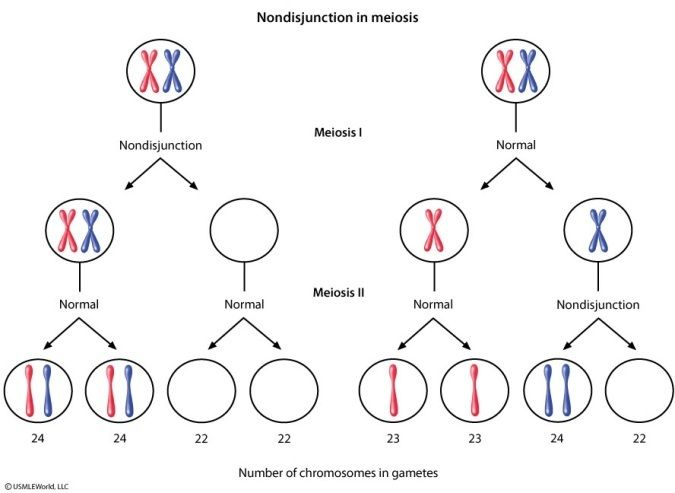 Nondisjunction in meiosis
Meiosis I
Nondisjunction
Normal
Meiosis II
Normal
Normal
Normal
Nondisjunction
24
24
22
22
23
23
24
22
Number of chromosomes in gametes
© USMLEWorld, LLC